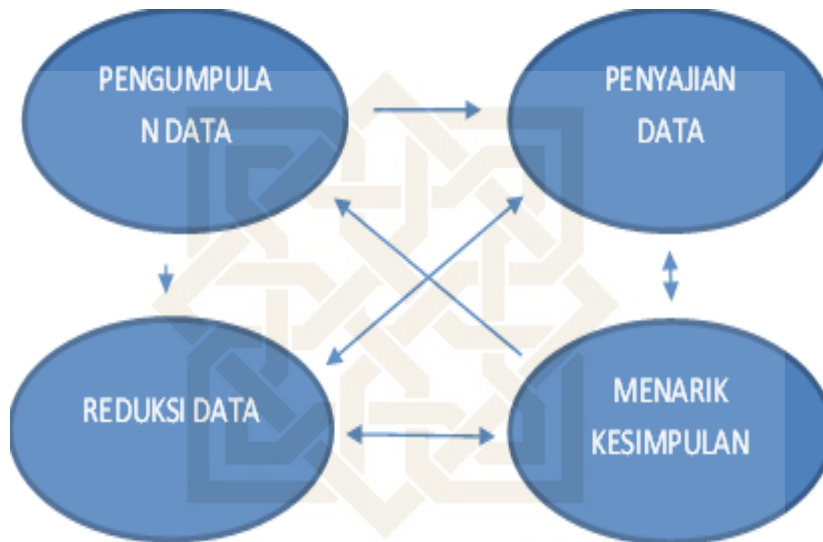 PENGUMPULA
N DATA
PENYAJIAN
DATA
REDUKSI DATA
MENARIK
KESIMPULAN